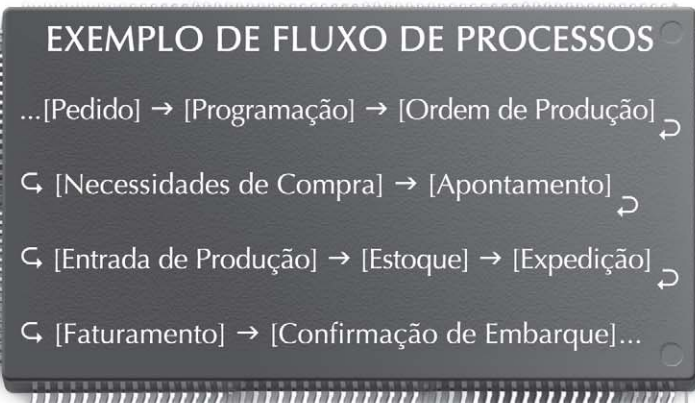 EXEMPLO DE FLUXO DE PROCESSOS
...[Pedido] → [Programação] → [Ordem de Produção] ⮌
⮎ [Necessidades de Compra] → [Apontamento] ⮌
⮎ [Entrada de Produção] → [Estoque] → [Expedição] ⮌
⮎ [Faturamento] → [Confirmação de Embarque]...